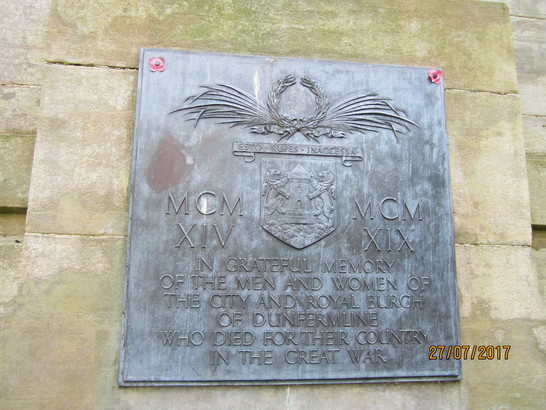 ESTO · RUPES · INACCESSA
MCM MCM
XIV XIX
IN GRATEFUL MEMORY
OF THE MEN AND WOMEN OF
THE CITY AND ROYAL BURGH
OF DUNFERMLINE
WHO DIED FOR THEIR COUNTRY
IN THE GREAT WAR
27/07/2017